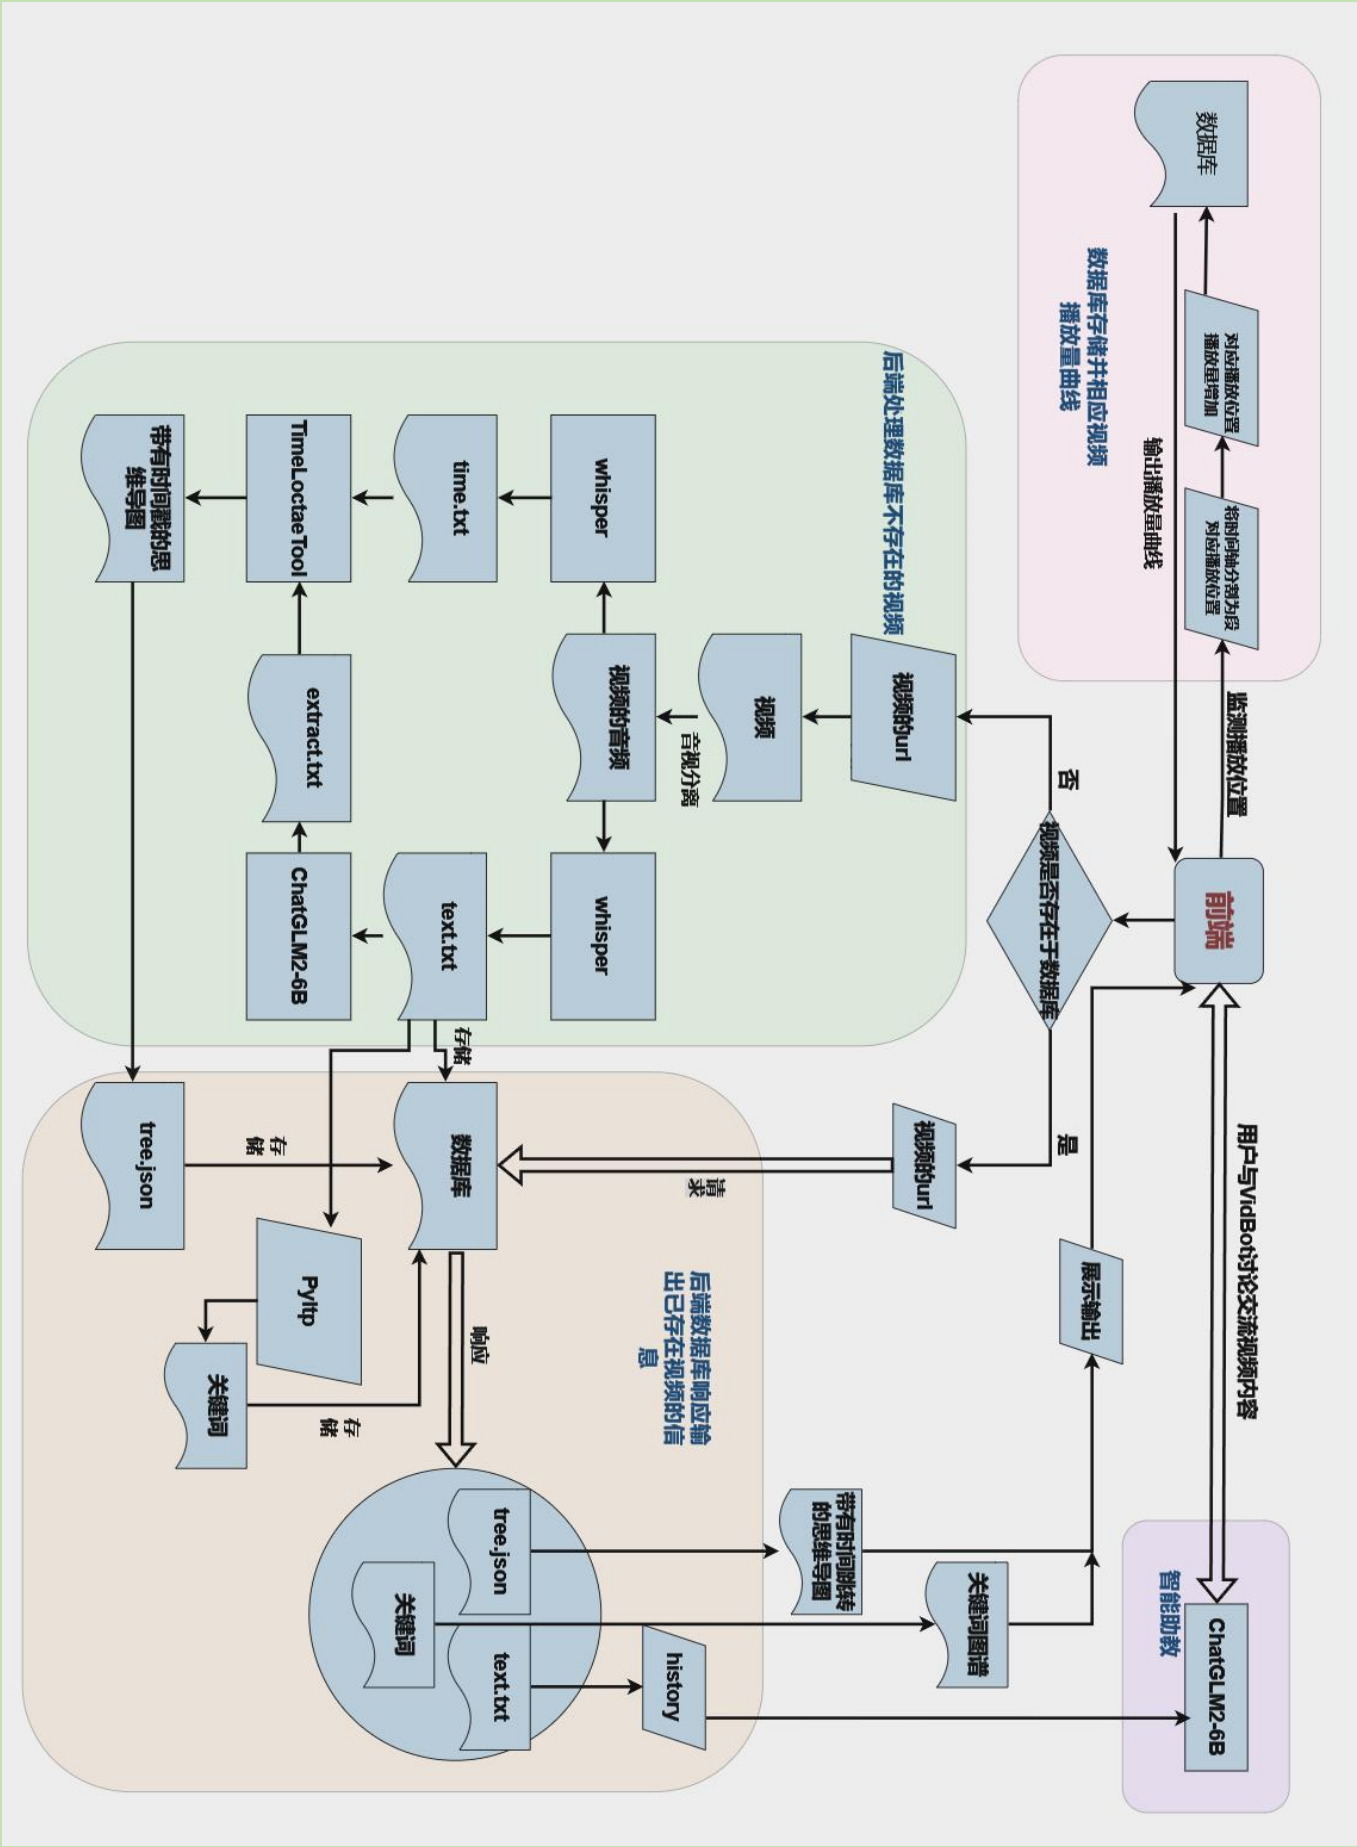 数据库
对应播放位置
播放量增加
将时间轴分割为段
对应播放位置
监测播放位置
前端
用户与VidBot讨论交流视频内容
ChatGLM2-6B
智能助教
输出播放量曲线
数据库存储并相应视频
播放量曲线
否
视频是否存在于数据库
是
展示输出
后端处理数据库不存在的视频
视频的url
视频的url
关键词图谱
视频
音视分离
请
求
带有时间跳转
的思维导图
后端数据库响应输
出已存在视频的信
息
history
whisper
视频的音频
whisper
time.txt
text.txt
存储
数据库
响应
tree.json
text.txt
关键词
TimeLoctaeTool
extract.txt
ChatGLM2-6B
Pyltp
存
储
带有时间戳的思
维导图
tree.json
存
储
关键词